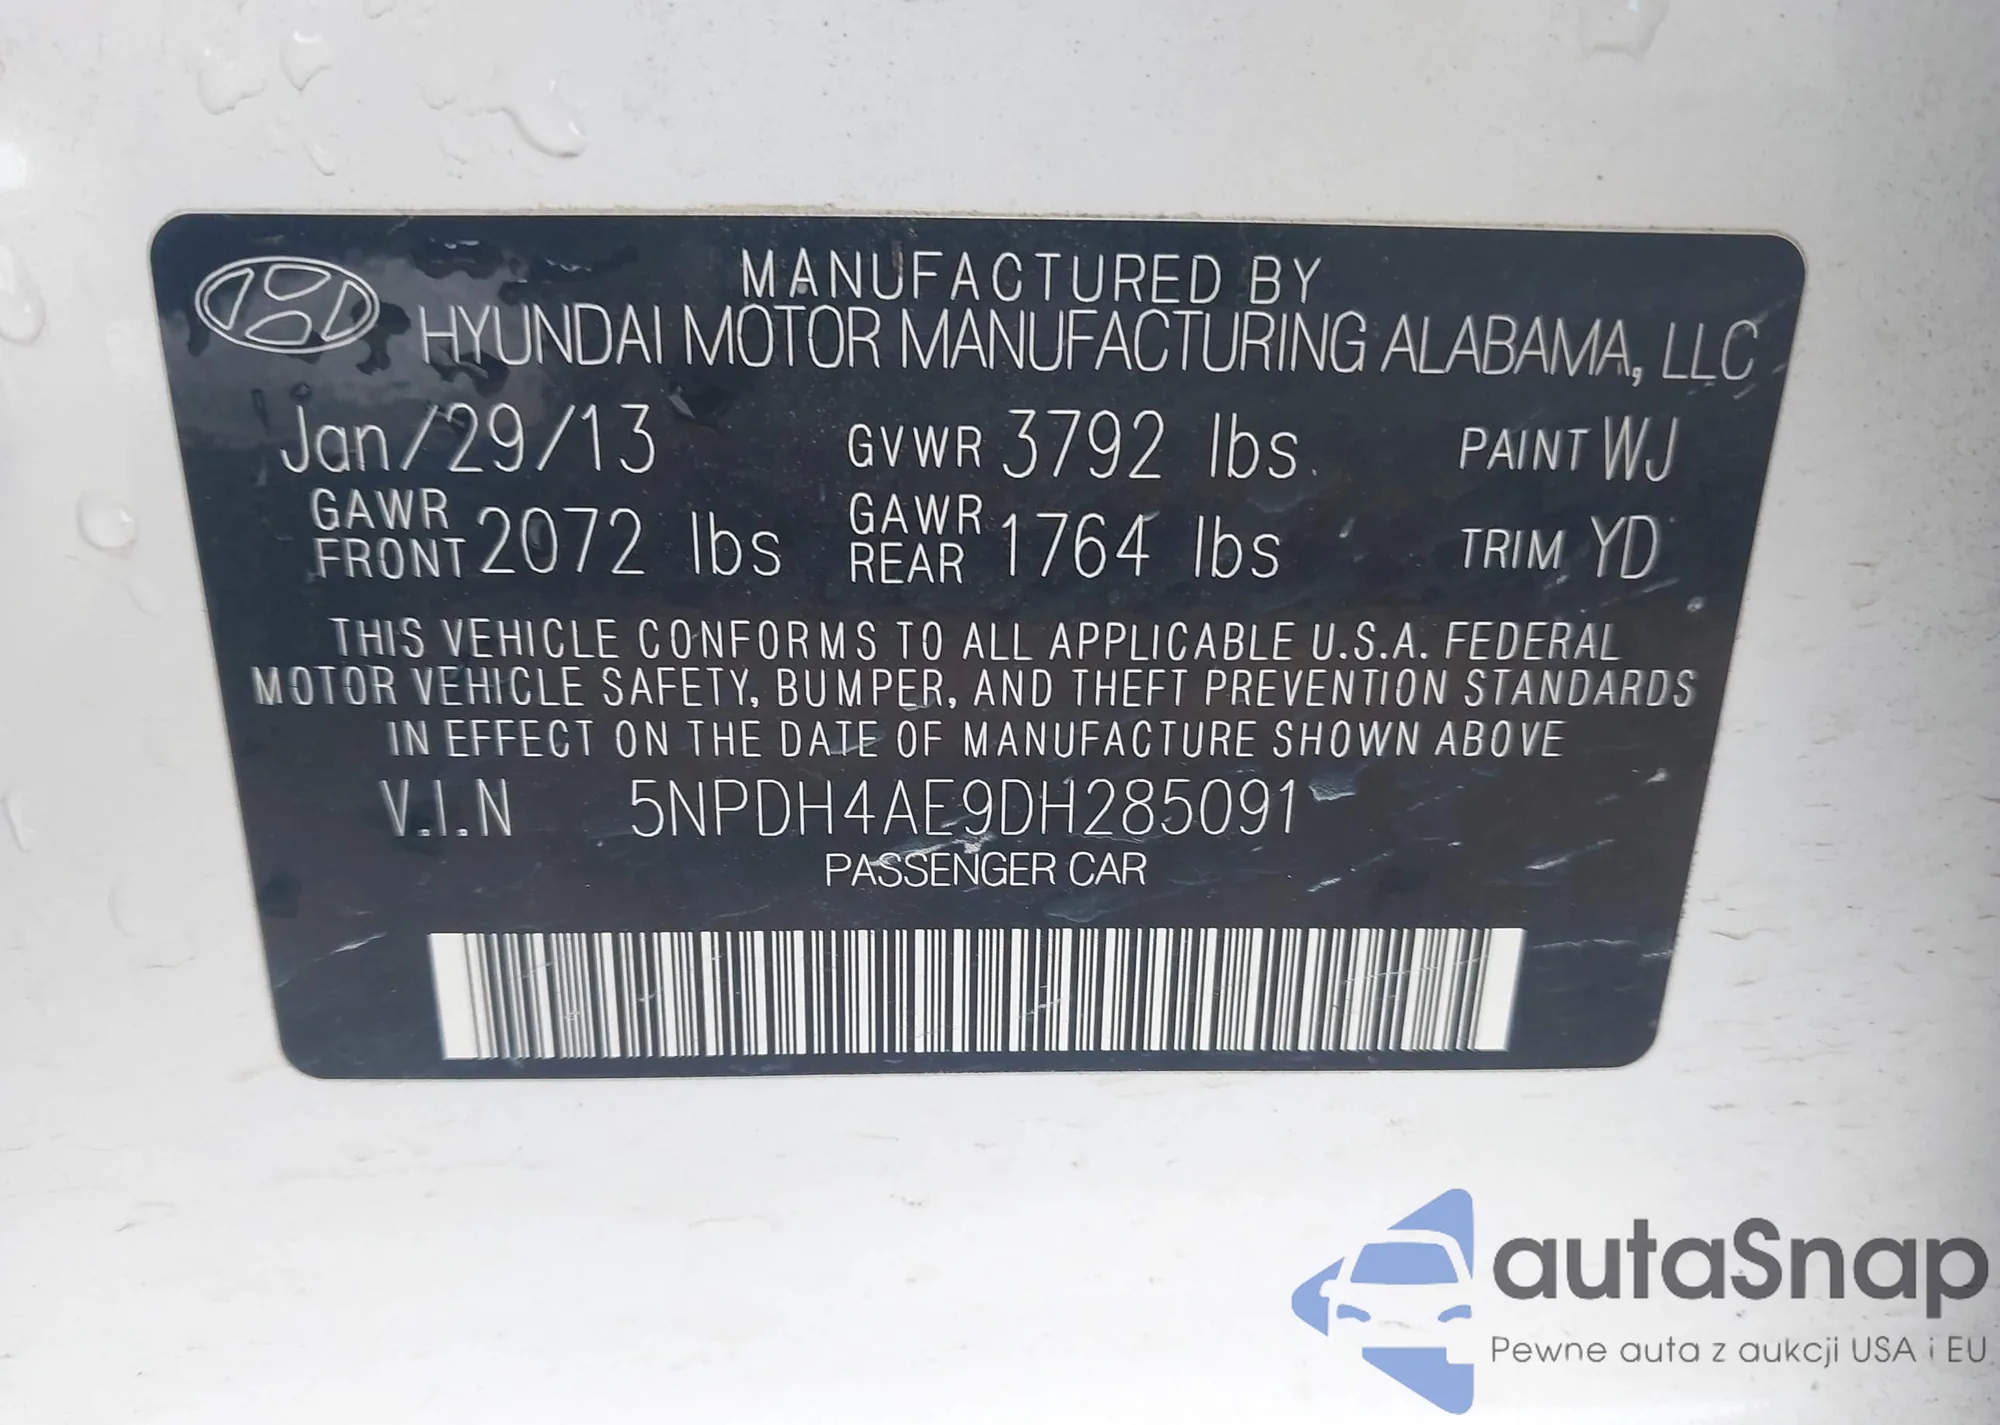 MANUFACTURED BY
HYUNDAI MOTOR MANUFACTURING ALABAMA, LLC
Jan/29/13 GVWR 3792 lbs. PAINT WJ
GAWR FRONT 2072 lbs GAWR REAR 1764 lbs TRIM YD
THIS VEHICLE CONFORMS TO ALL APPLICABLE U.S.A. FEDERAL
MOTOR VEHICLE SAFETY, BUMPER, AND THEFT PREVENTION STANDARDS
IN EFFECT ON THE DATE OF MANUFACTURE SHOWN ABOVE
V.I.N 5NPDH4AE9DH285091
PASSENGER CAR
autaSnap
Pewne auta z aukcji USA i EU